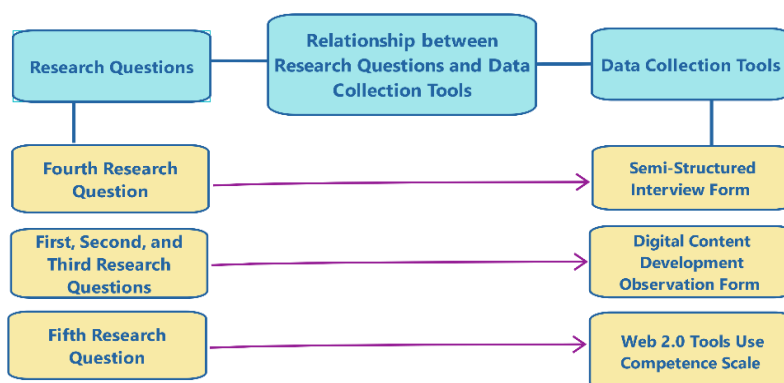 Research Questions
Relationship between
Research Questions and Data
Collection Tools
Data Collection Tools
Fourth Research
Question
Semi-Structured
Interview Form
First, Second, and
Third Research
Questions
Digital Content
Development
Observation Form
Fifth Research
Question
Web 2.0 Tools Use
Competence Scale